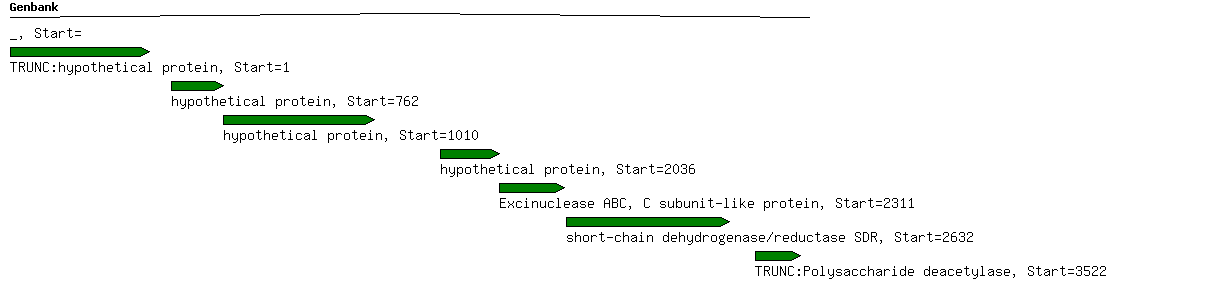 Genbank
_, Start=
TRUNC:hypothetical protein, Start=1
hypothetical protein, Start=762
hypothetical protein, Start=1010
hypothetical protein, Start=2036
Excinuclease ABC, C subunit-like protein, Start=2311
short-chain dehydrogenase/reductase SDR, Start=2632
TRUNC:Polysaccharide deacetylase, Start=3522